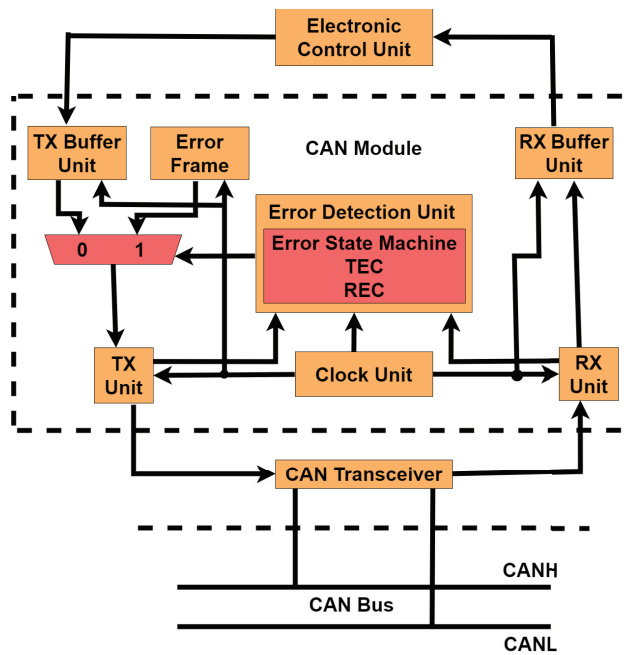 Electronic
Control Unit
TX Buffer
Unit
Error
Frame
CAN Module
RX Buffer
Unit
Error Detection Unit
Error State Machine
TEC
REC
0 1
TX
Unit
Clock Unit
RX
Unit
CAN Transceiver
CANH
CAN Bus
CANL